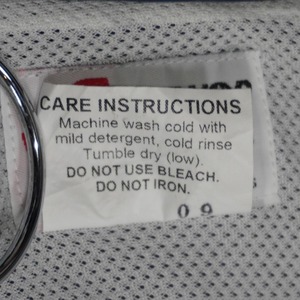 CARE INSTRUCTIONS
Machine wash cold with
mild detergent, cold rinse
Tumble dry (low).
DO NOT USE BLEACH.
DO NOT IRON.
0 9